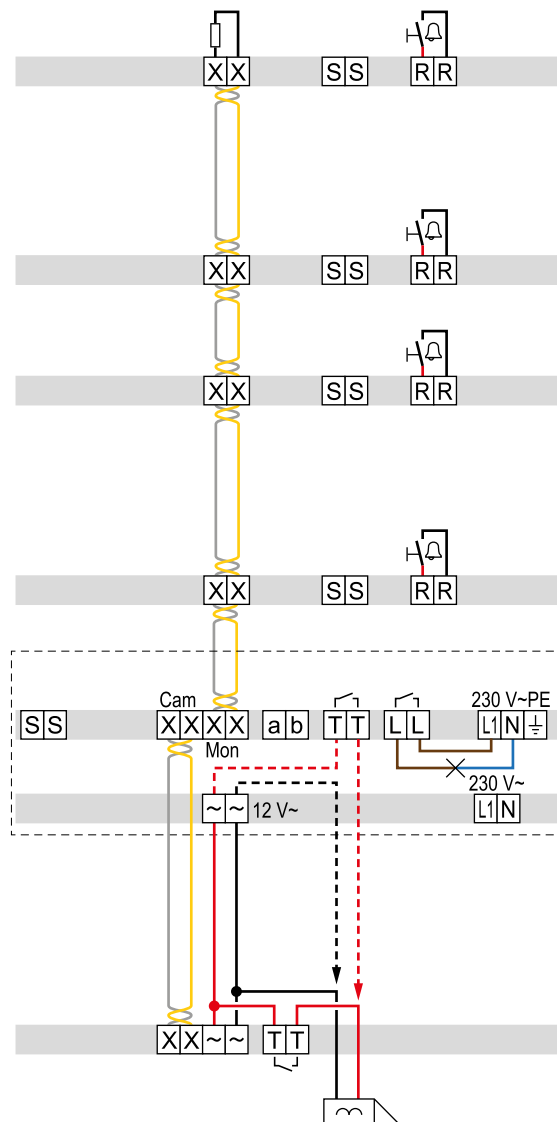 X X S S R R
X X S S R R
X X S S R R
X X S S R R
Cam 230 V~PE
S S X X X X a b T T L L L1 N
Mon
230 V~
~ ~ 12 V~ L1 N
X X ~ ~ T T